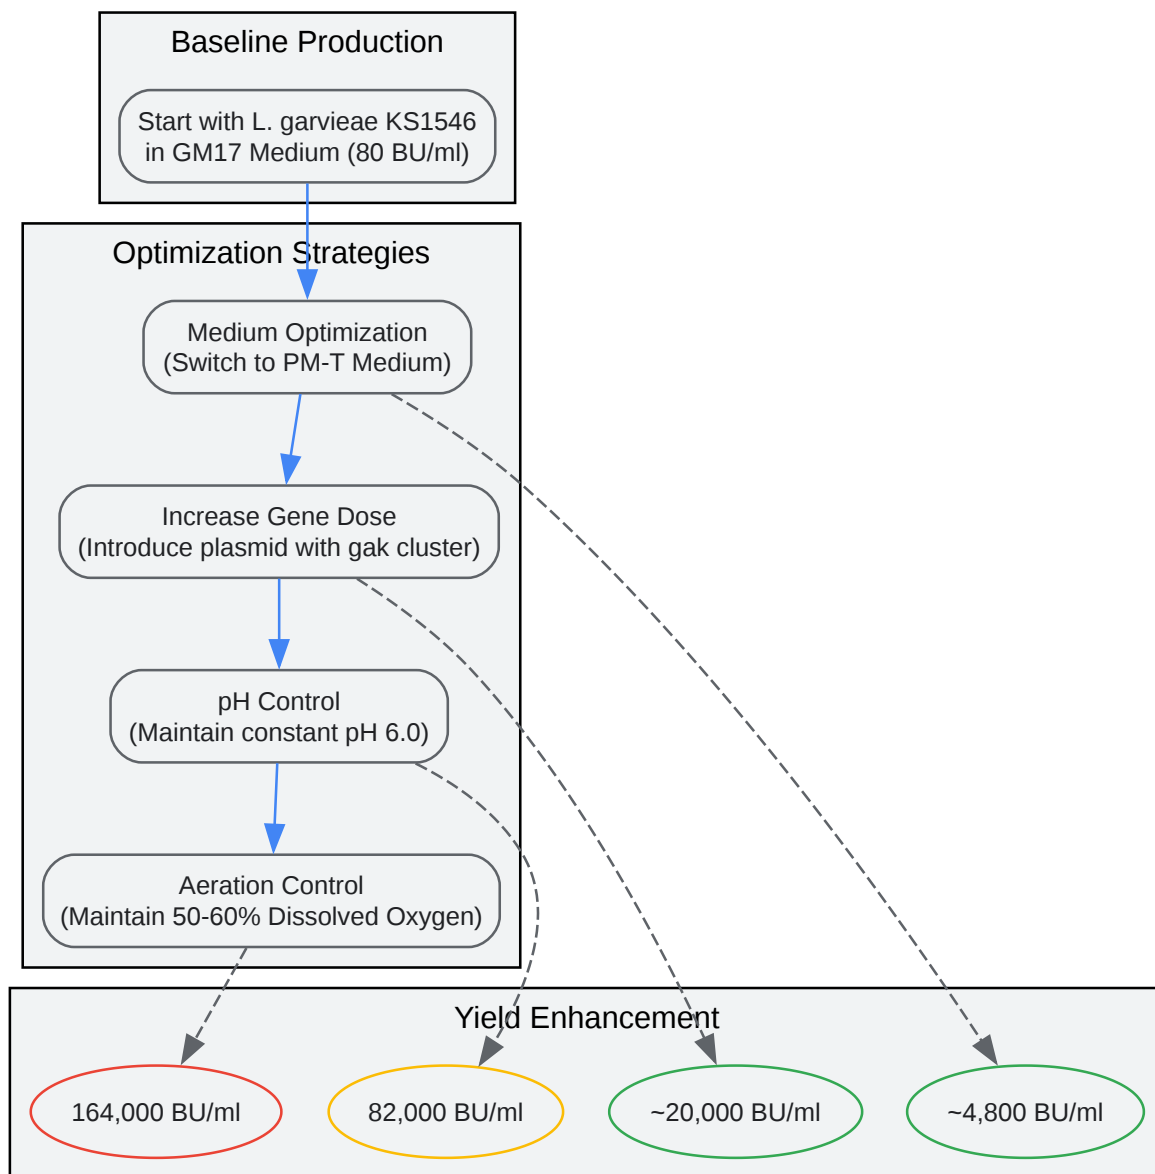 Baseline Production
Start with L. garvieae KS1546
in GM17 Medium (80 BU/ml)
Optimization Strategies
Medium Optimization
(Switch to PM-T Medium)
Increase Gene Dose
(Introduce plasmid with gak cluster)
pH Control
(Maintain constant pH 6.0)
Aeration Control
(Maintain 50-60% Dissolved Oxygen)
Yield Enhancement
164,000 BU/ml
82,000 BU/ml
~20,000 BU/ml
~4,800 BU/ml